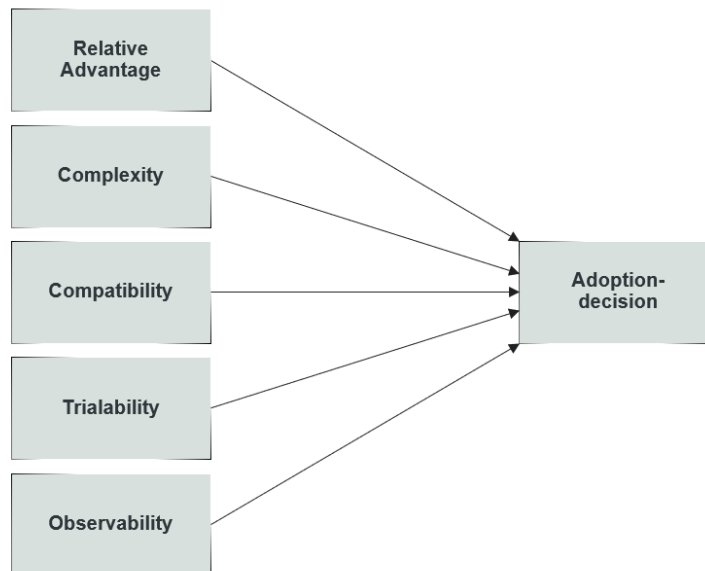 Relative
Advantage
Complexity
Compatibility
Adoption-
decision
Trialability
Observability